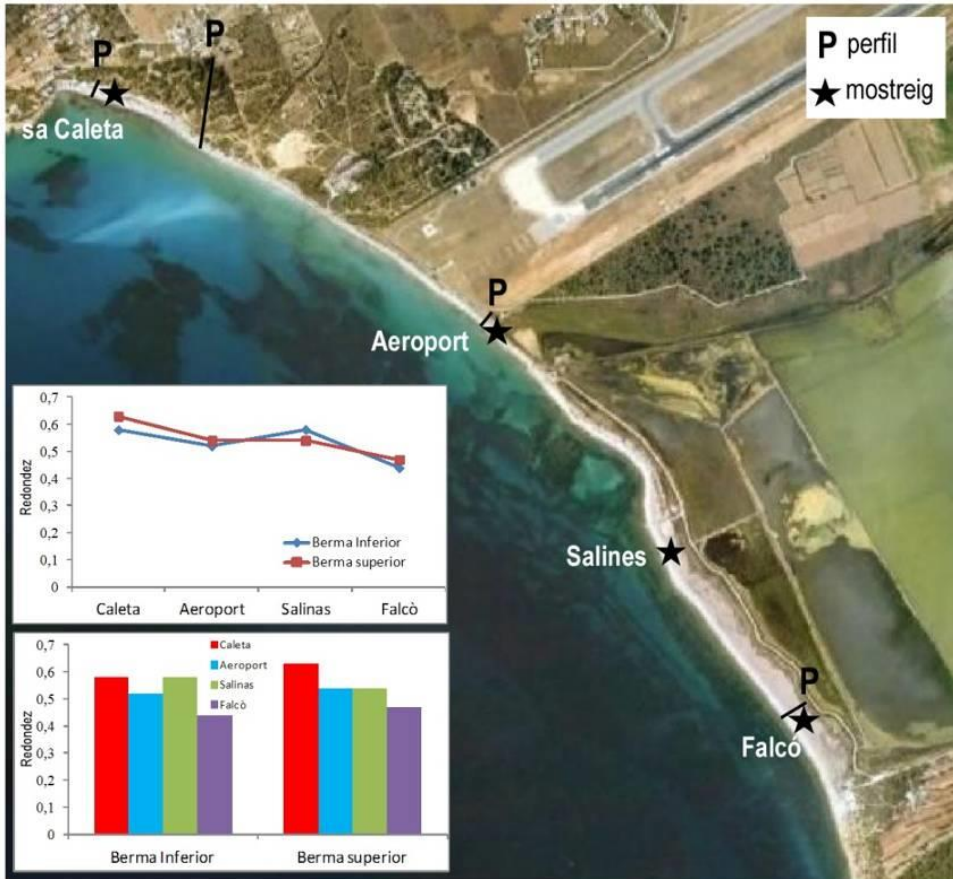 P perfil
★ mostreig
P
P
sa Caleta
P
Aeroport
Salines
P
Falcó
0,7
0,6
0,5
0,4
0,3
0,2
0,1
0
Redondez
Berma Inferior
Berma superior
Caleta Aeroport Salinas Falcò
0,7
0,6
0,5
0,4
0,3
0,2
0,1
0
Redondez
Caleta
Aeroport
Salinas
Falcò
Berma Inferior Berma superior